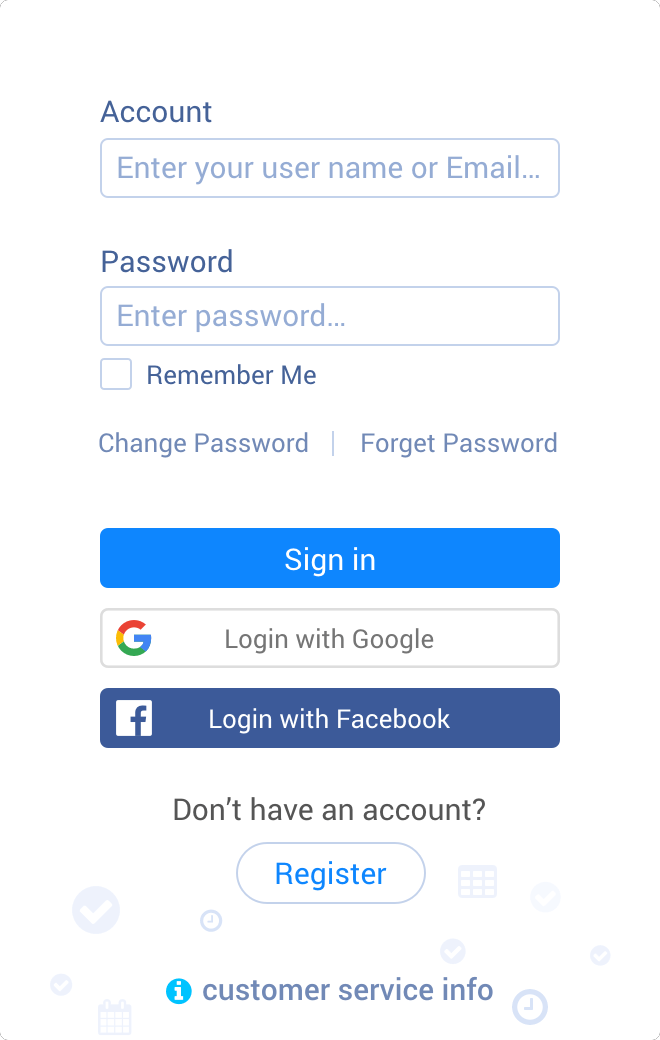 Account
Enter your user name or Email...
Password
Enter password...
Remember Me
Change Password | Forget Password
Sign in
Login with Google
Login with Facebook
Don’t have an account?
Register
customer service info